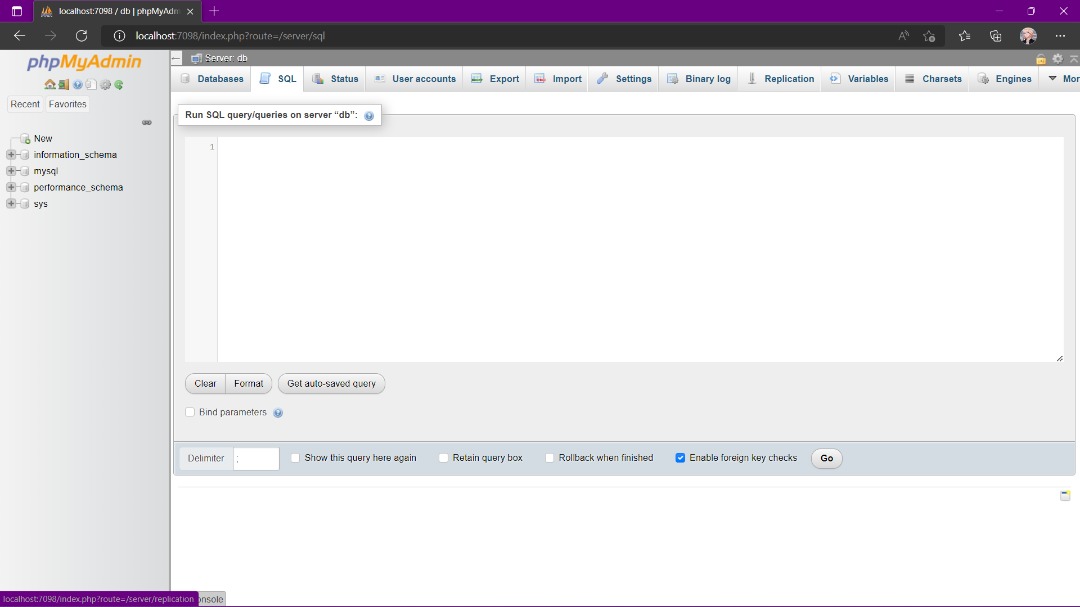 localhost:7098 / db | phpMyAdm
localhost:7098/index.php?route=/server/sql
phpMyAdmin
Recent Favorites
New
information_schema
mysql
performance_schema
sys
Server: db
Databases SQL Status User accounts Export Import Settings Binary log Replication Variables Charsets Engines Mor
Run SQL query/queries on server “db”:
1
Clear Format Get auto-saved query
Bind parameters
Delimiter ; Show this query here again Retain query box Rollback when finished Enable foreign key checks Go
localhost:7098/index.php?route=/server/replication onsole